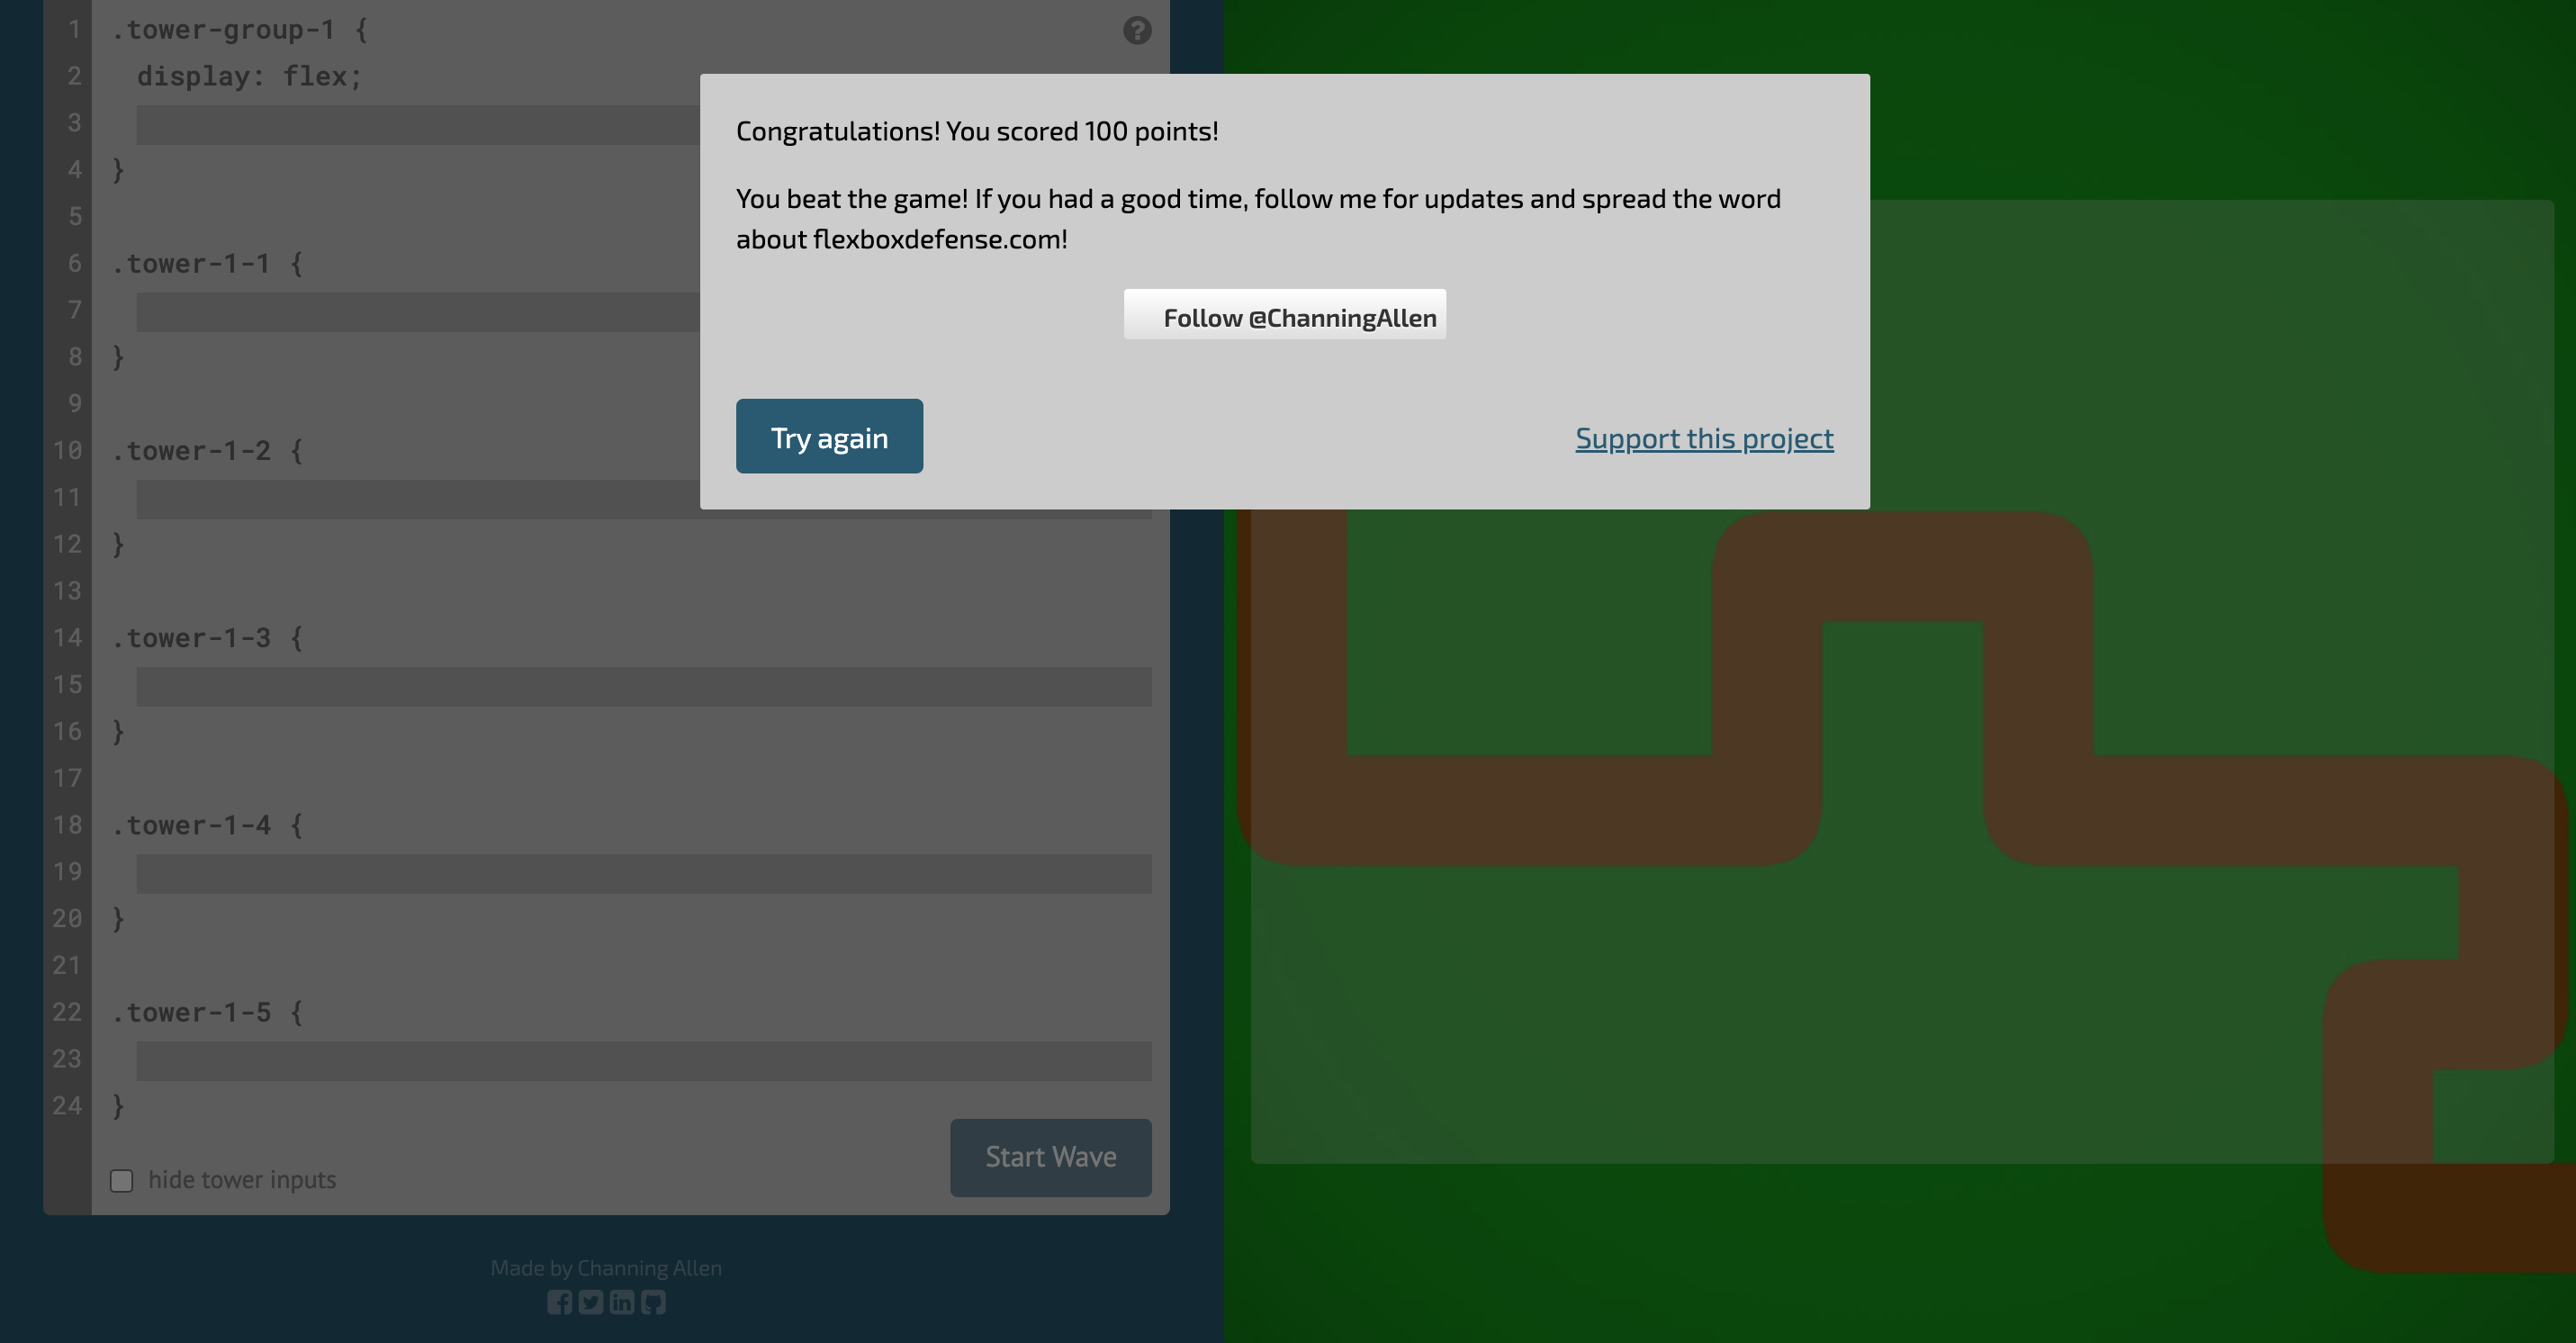 1 .tower-group-1 {
2 display: flex;
3
4 }
5
6 .tower-1-1 {
7
8 }
9
10 .tower-1-2 {
11
12 }
13
14 .tower-1-3 {
15
16 }
17
18 .tower-1-4 {
19
20 }
21
22 .tower-1-5 {
23
24 }
hide tower inputs
Start Wave
Made by Channing Allen
?
Congratulations! You scored 100 points!
You beat the game! If you had a good time, follow me for updates and spread the word
about flexboxdefense.com!
Follow @ChanningAllen
Try again
Support this project